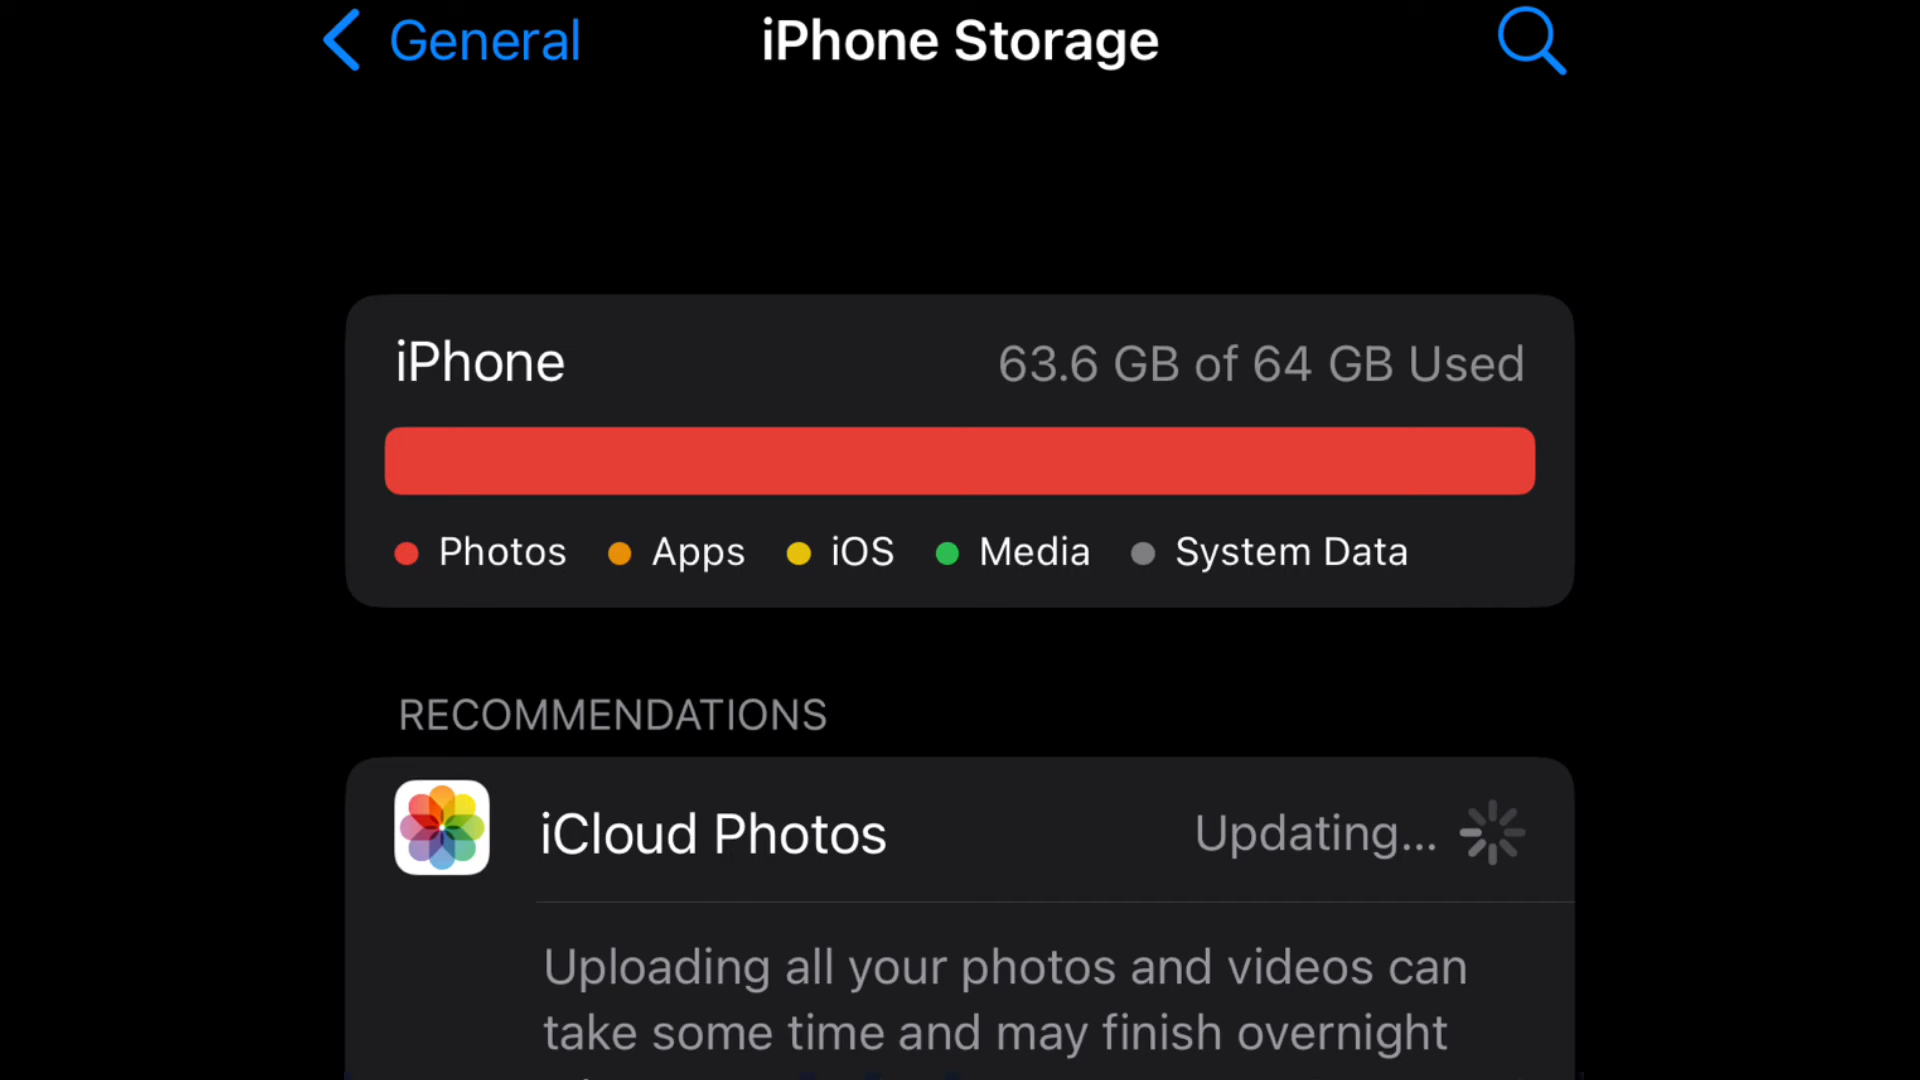 General
iPhone Storage
iPhone
63.6 GB of 64 GB Used
Photos Apps iOS Media System Data
RECOMMENDATIONS
iCloud Photos
Updating...
Uploading all your photos and videos can
take some time and may finish overnight